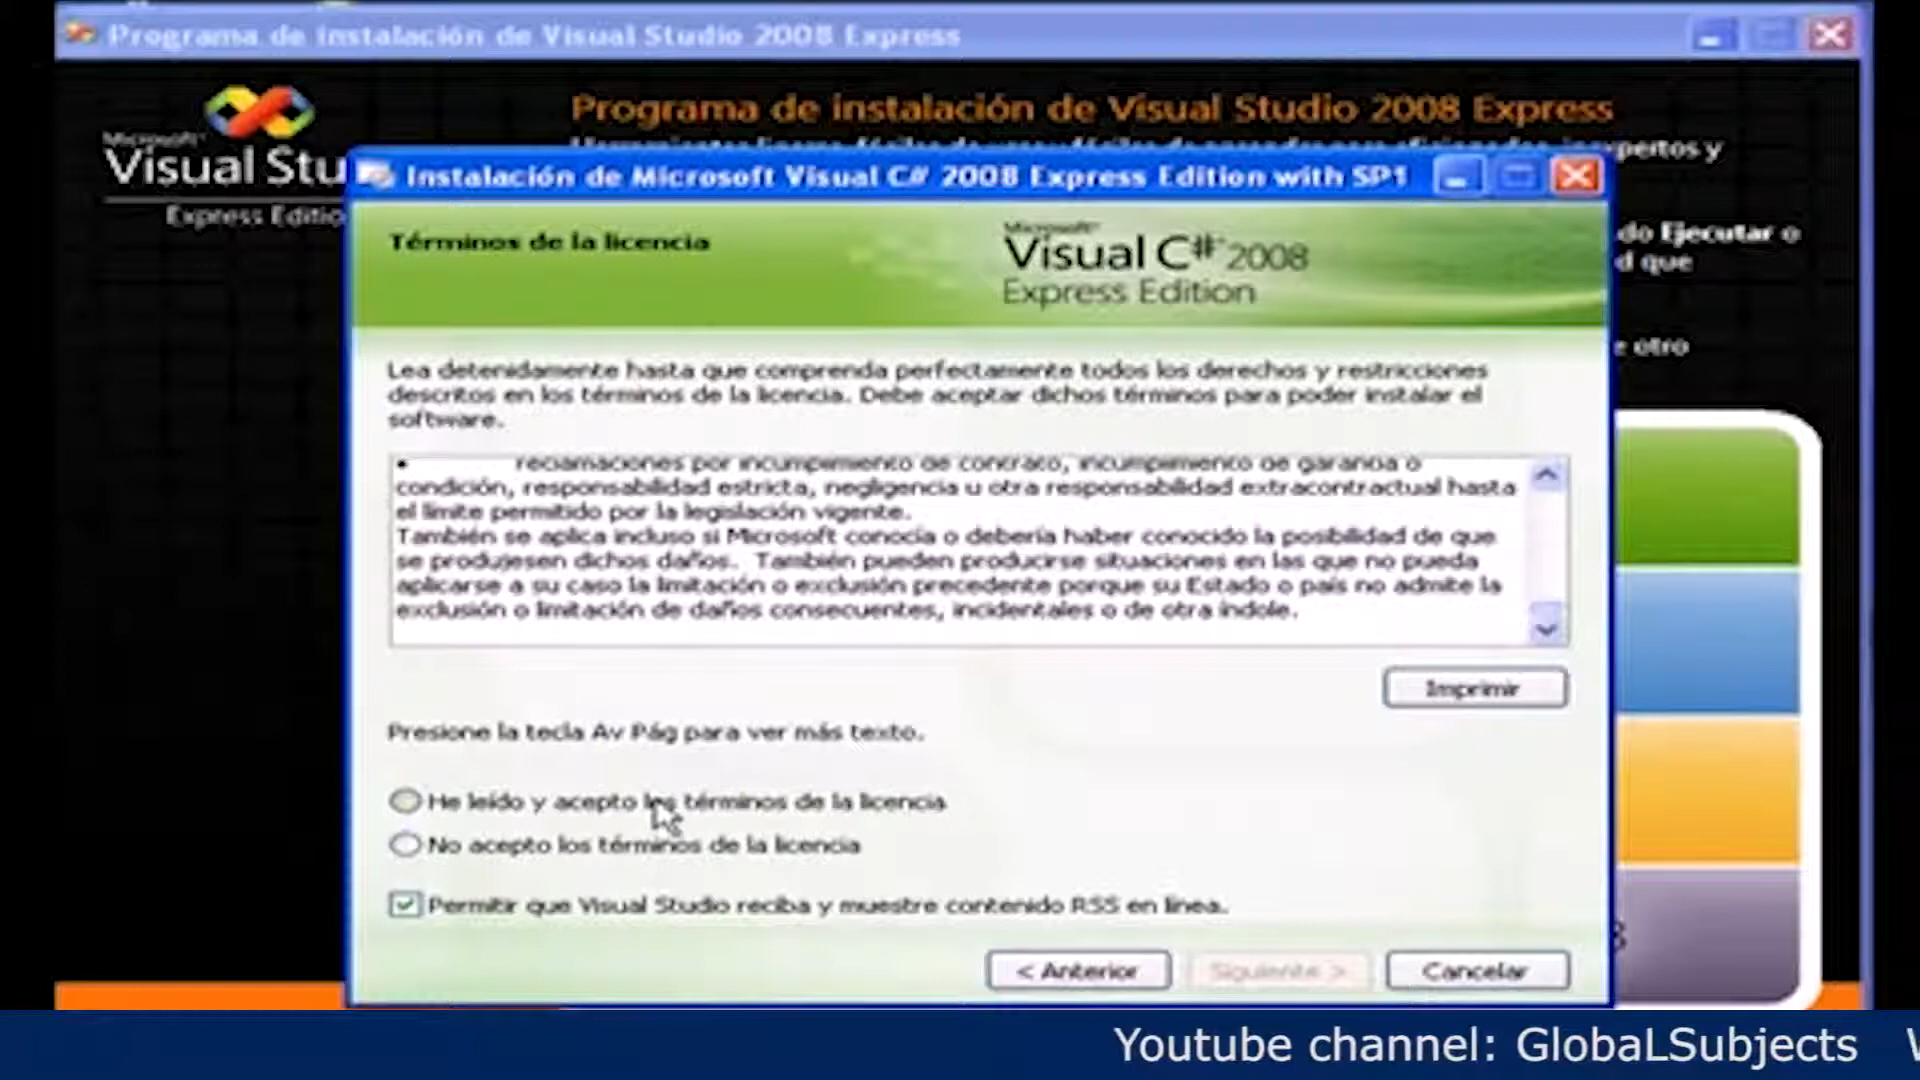 Programa de instalación de Visual Studio 2008 Express
Microsoft
Visual Stu
Express Editio
Programa de instalación de Visual Studio 2008 Express
pertos y
do Ejecutar o
d que
e otro
Instalación de Microsoft Visual C# 2008 Express Edition with SP1
Términos de la licencia
Microsoft
Visual C# 2008
Express Edition
Lea detenidamente hasta que comprenda perfectamente todos los derechos y restricciones
descritos en los términos de la licencia. Debe aceptar dichos términos para poder instalar el
software.
• reclamaciones por incumplimiento de contrato, incumplimiento de garantía o
condición, responsabilidad estricta, negligencia u otra responsabilidad extracontractual hasta
el límite permitido por la legislación vigente.
También se aplica incluso si Microsoft conocía o debería haber conocido la posibilidad de que
se produjesen dichos daños. También pueden producirse situaciones en las que no pueda
aplicarse a su caso la limitación o exclusión precedente porque su Estado o país no admite la
exclusión o limitación de daños consecuentes, incidentales o de otra índole.
Imprimir
Presione la tecla Av Pág para ver más texto.
He leído y acepto los términos de la licencia
No acepto los términos de la licencia
Permitir que Visual Studio reciba y muestre contenido RSS en línea.
< Anterior
Siguiente >
Cancelar
Youtube channel: GlobaLSubjects